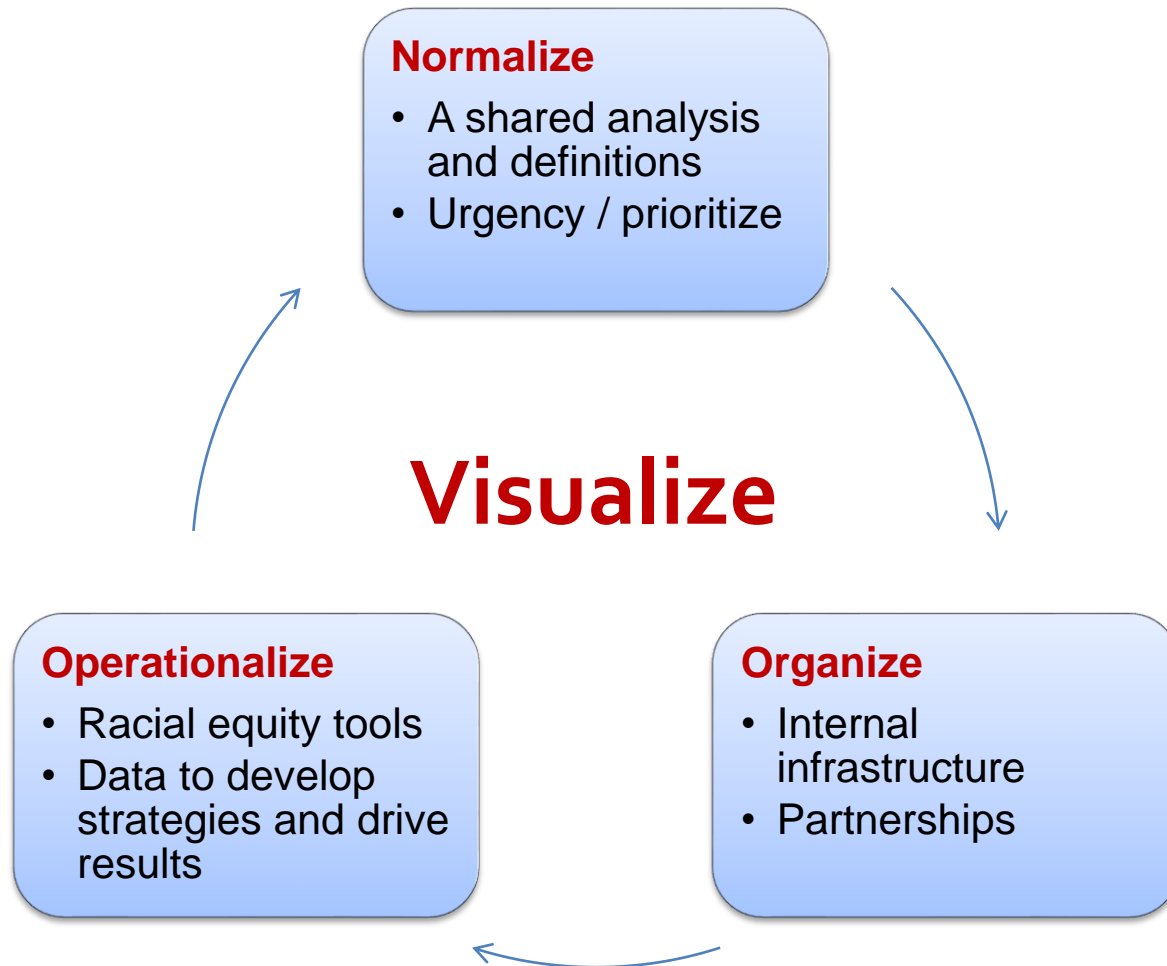 Normalize
• A shared analysis
and definitions
• Urgency / prioritize
Visualize
Operationalize
• Racial equity tools
• Data to develop
strategies and drive
results
Organize
• Internal
infrastructure
• Partnerships